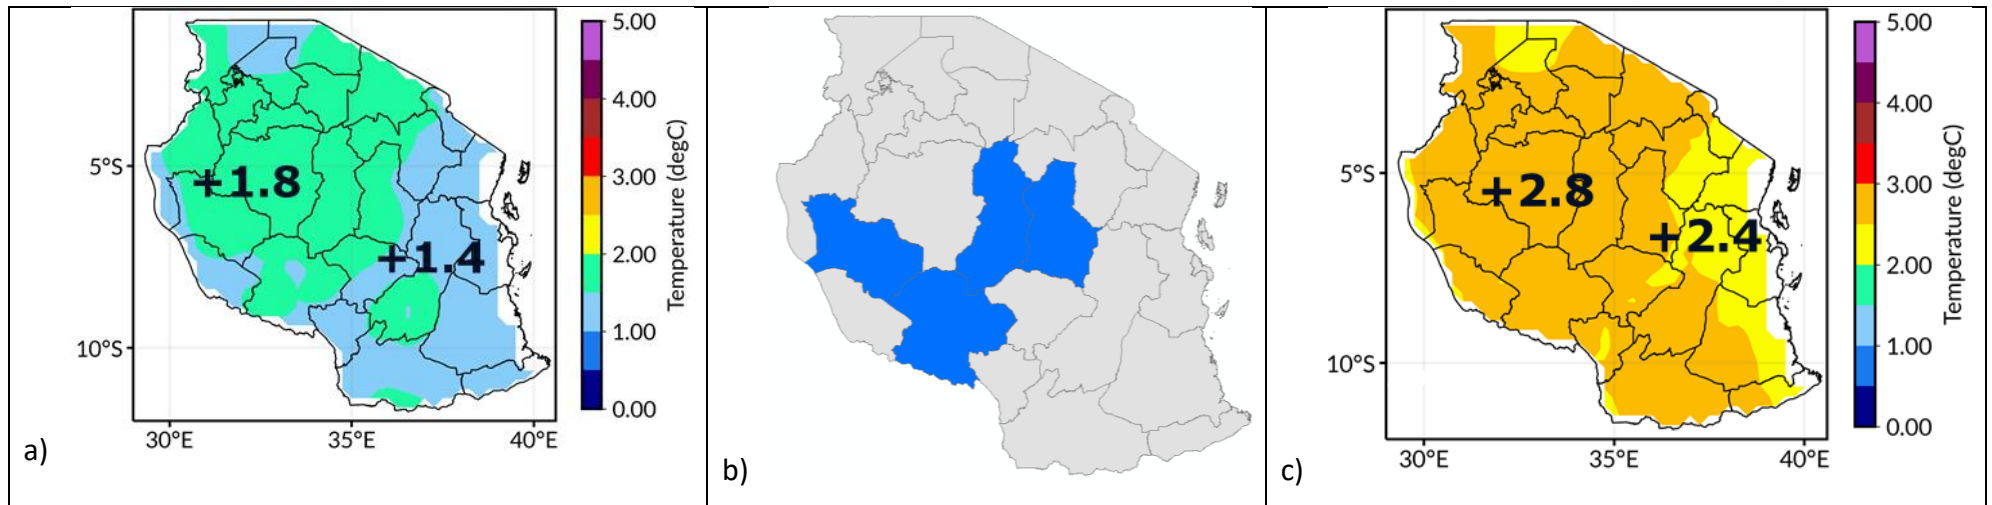 +1.8
+1.4
5°S
10°S
30°E
35°E
40°E
5.00
4.00
3.00
2.00
1.00
0.00
Temperature (degC)
a)
b)
+2.8
+2.4
5°S
10°S
30°E
35°E
40°E
5.00
4.00
3.00
2.00
1.00
0.00
Temperature (degC)
c)